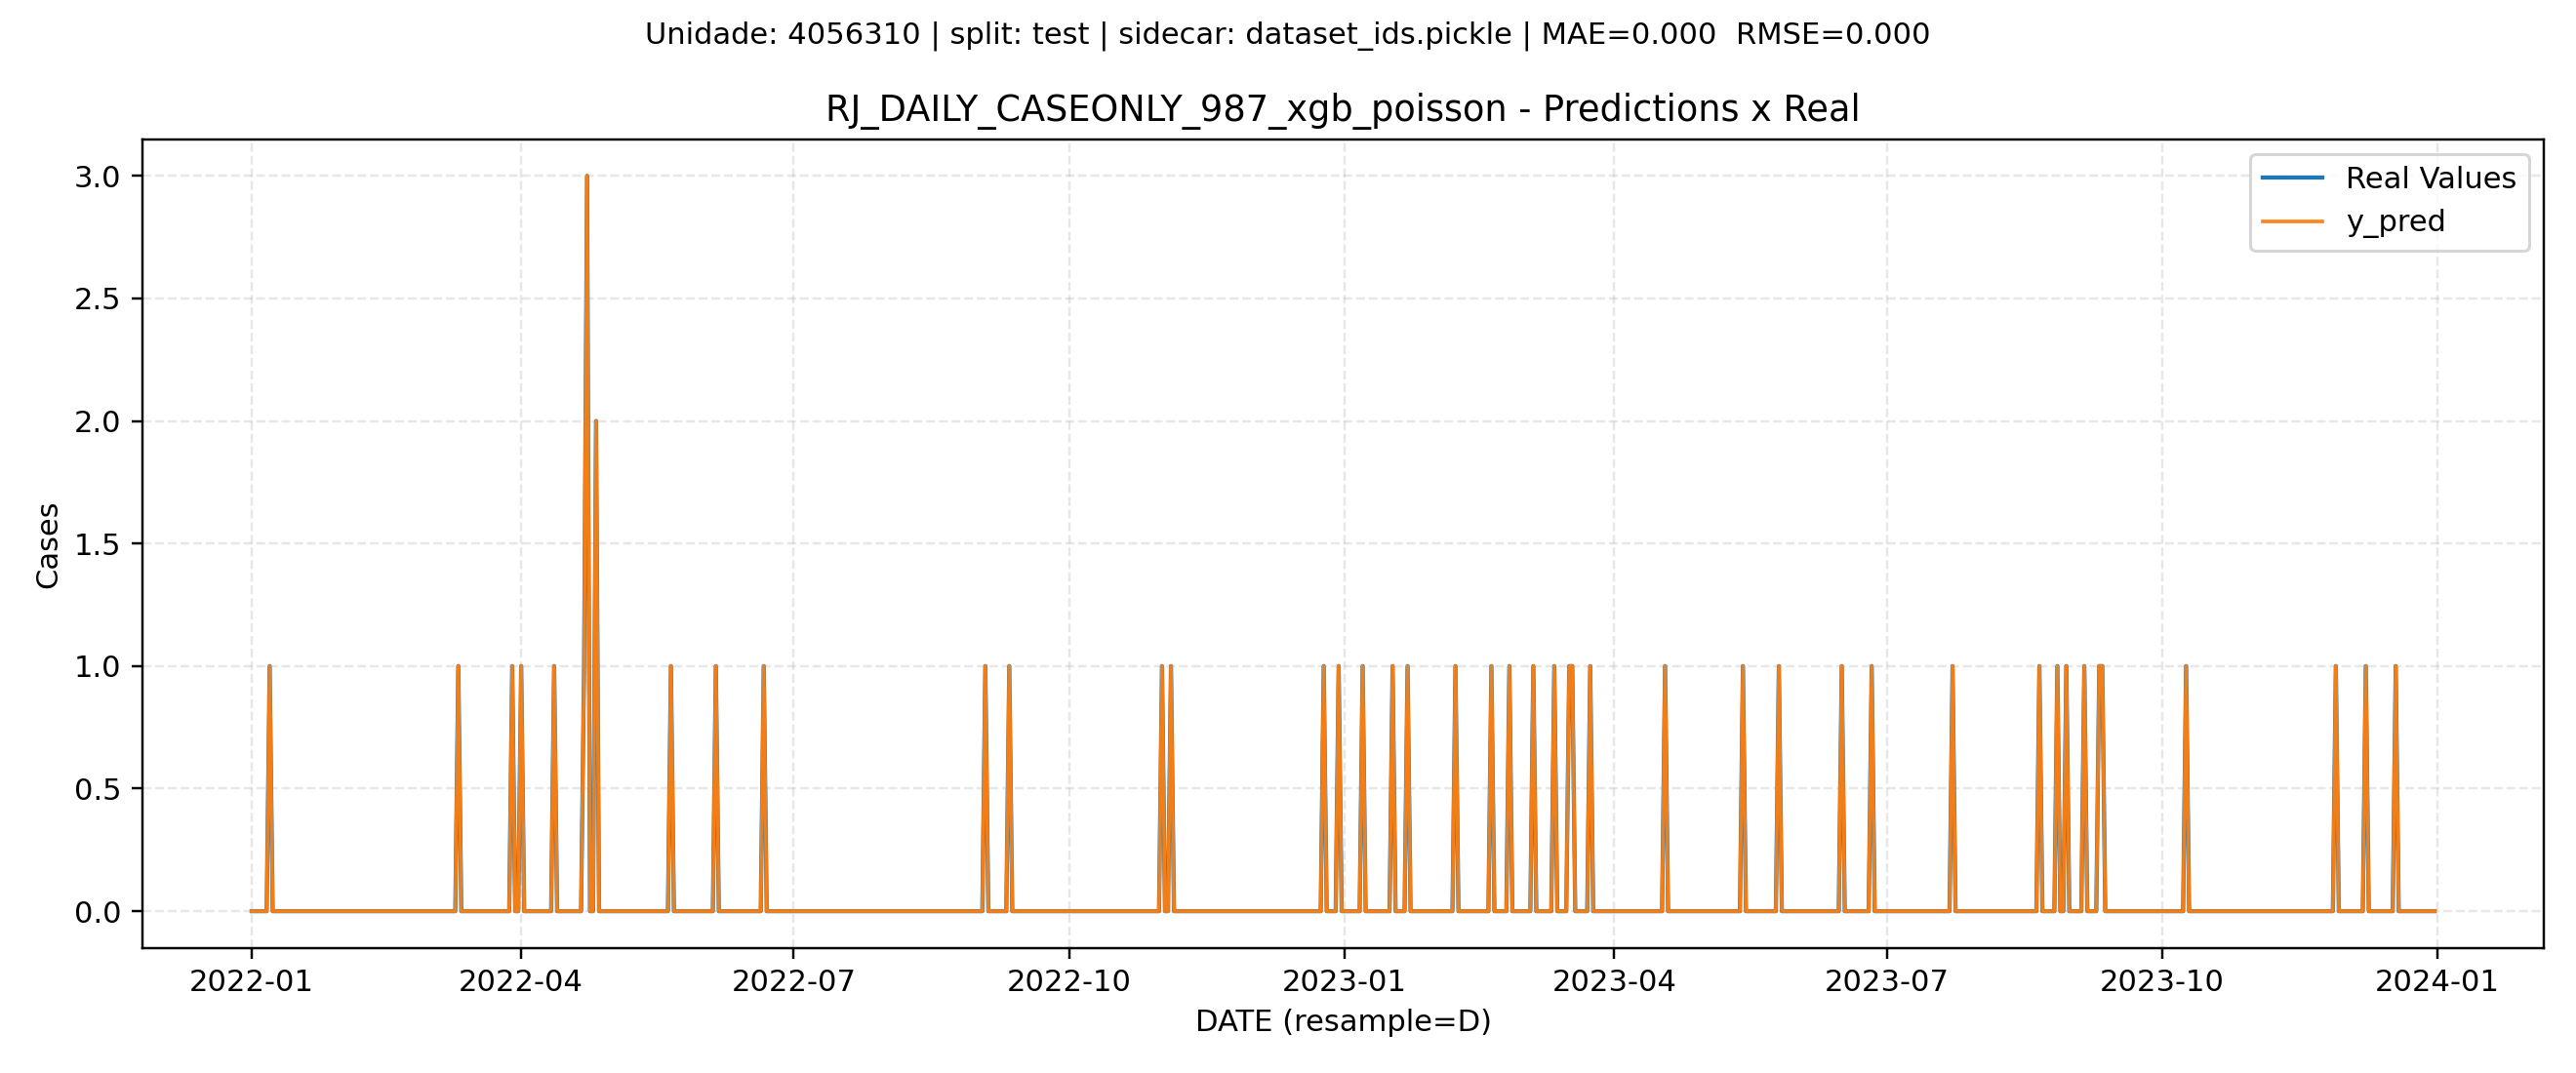 Unidade: 4056310 | split: test | sidecar: dataset_ids.pickle | MAE=0.000  RMSE=0.000
RJ_DAILY_CASEONLY_987_xgb_poisson - Predictions x Real
Real Values
y_pred
3.0
2.5
2.0
1.5
1.0
0.5
0.0
Cases
2022-01 2022-04 2022-07 2022-10 2023-01 2023-04 2023-07 2023-10 2024-01
DATE (resample=D)